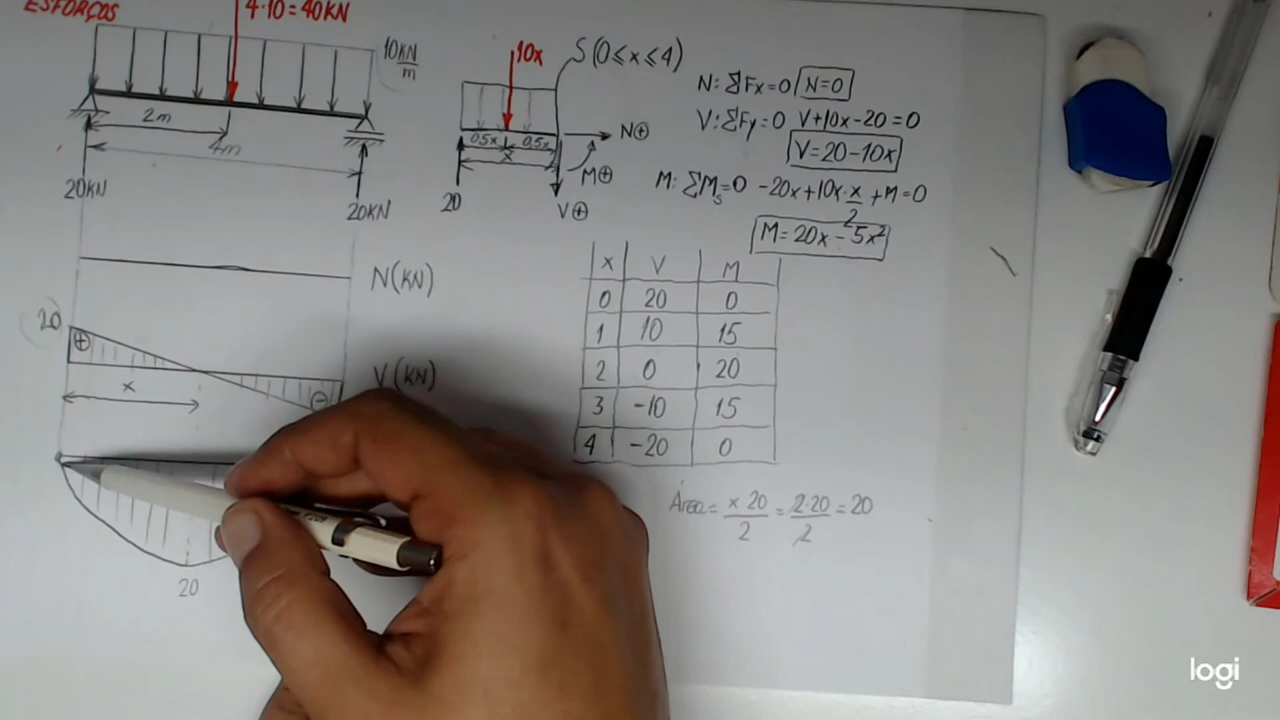 ESFORÇOS
4·10=40KN
10KN/m
2m
4m
20KN
20KN
10x
S(0≤x≤4)
0,5x 0,5x
x
N⊕
M⊕
V⊕
20
N: ΣFx=0 N=0
V: ΣFy=0 V+10x-20=0
V=20-10x
M: ΣMs=0 -20x+10x·x/2+M=0
M=20x-5x²
N(KN)
20
⊕
x
V(KN)
⊖
20
x V M
0 20 0
1 10 15
2 0 20
3 -10 15
4 -20 0
Área= x·20/2 = 2·20/2 = 20
logi